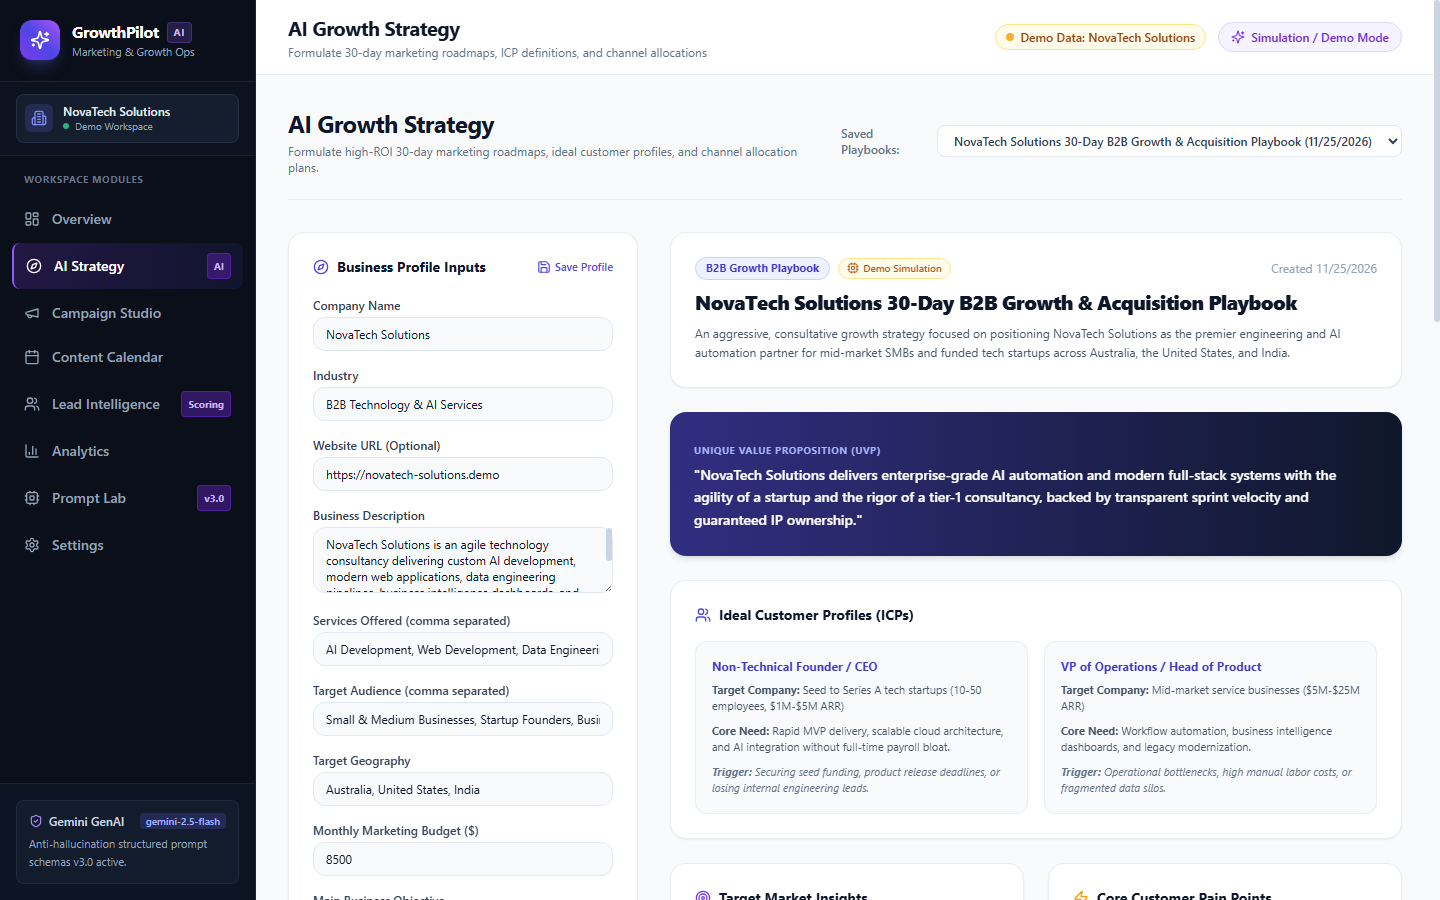 GrowthPilot AI
Marketing & Growth Ops
NovaTech Solutions
Demo Workspace
WORKSPACE MODULES
Overview
AI Strategy AI
Campaign Studio
Content Calendar
Lead Intelligence Scoring
Analytics
Prompt Lab v3.0
Settings
Gemini GenAI gemini-2.5-flash
Anti-hallucination structured prompt
schemas v3.0 active.
AI Growth Strategy
Formulate 30-day marketing roadmaps, ICP definitions, and channel allocations
Demo Data: NovaTech Solutions
Simulation / Demo Mode
AI Growth Strategy
Formulate high-ROI 30-day marketing roadmaps, ideal customer profiles, and channel allocation
plans.
Saved
Playbooks:
NovaTech Solutions 30-Day B2B Growth & Acquisition Playbook (11/25/2026)
Business Profile Inputs
Save Profile
Company Name
NovaTech Solutions
Industry
B2B Technology & AI Services
Website URL (Optional)
https://novatech-solutions.demo
Business Description
NovaTech Solutions is an agile technology
consultancy delivering custom AI development,
modern web applications, data engineering
pipelines, business intelligence dashboards, and
Services Offered (comma separated)
AI Development, Web Development, Data Engineeri
Target Audience (comma separated)
Small & Medium Businesses, Startup Founders, Busi
Target Geography
Australia, United States, India
Monthly Marketing Budget ($)
8500
Main Business Objective
B2B Growth Playbook
Demo Simulation
Created 11/25/2026
NovaTech Solutions 30-Day B2B Growth & Acquisition Playbook
An aggressive, consultative growth strategy focused on positioning NovaTech Solutions as the premier engineering and AI
automation partner for mid-market SMBs and funded tech startups across Australia, the United States, and India.
UNIQUE VALUE PROPOSITION (UVP)
"NovaTech Solutions delivers enterprise-grade AI automation and modern full-stack systems with the
agility of a startup and the rigor of a tier-1 consultancy, backed by transparent sprint velocity and
guaranteed IP ownership."
Ideal Customer Profiles (ICPs)
Non-Technical Founder / CEO
Target Company: Seed to Series A tech startups (10-50
employees, $1M-$5M ARR)
Core Need: Rapid MVP delivery, scalable cloud architecture,
and AI integration without full-time payroll bloat.
Trigger: Securing seed funding, product release deadlines, or
losing internal engineering leads.
VP of Operations / Head of Product
Target Company: Mid-market service businesses ($5M-$25M
ARR)
Core Need: Workflow automation, business intelligence
dashboards, and legacy modernization.
Trigger: Operational bottlenecks, high manual labor costs, or
fragmented data silos.
Target Market Insights
Core Customer Pain Points